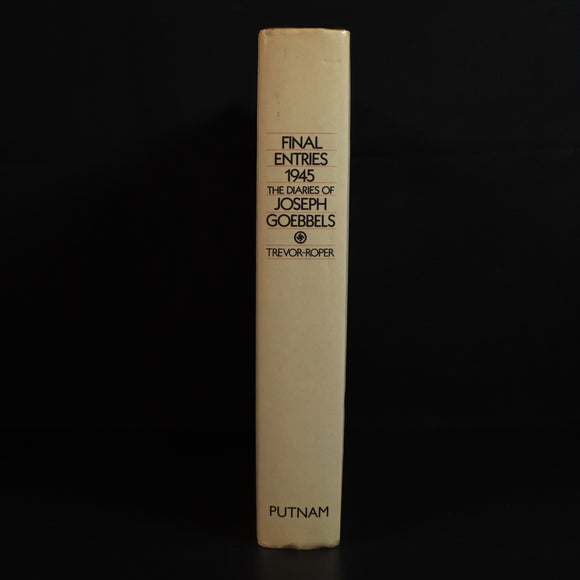 FINAL
ENTRIES
1945
THE DIARIES OF
JOSEPH
GOEBBELS
TREVOR-ROPER
PUTNAM